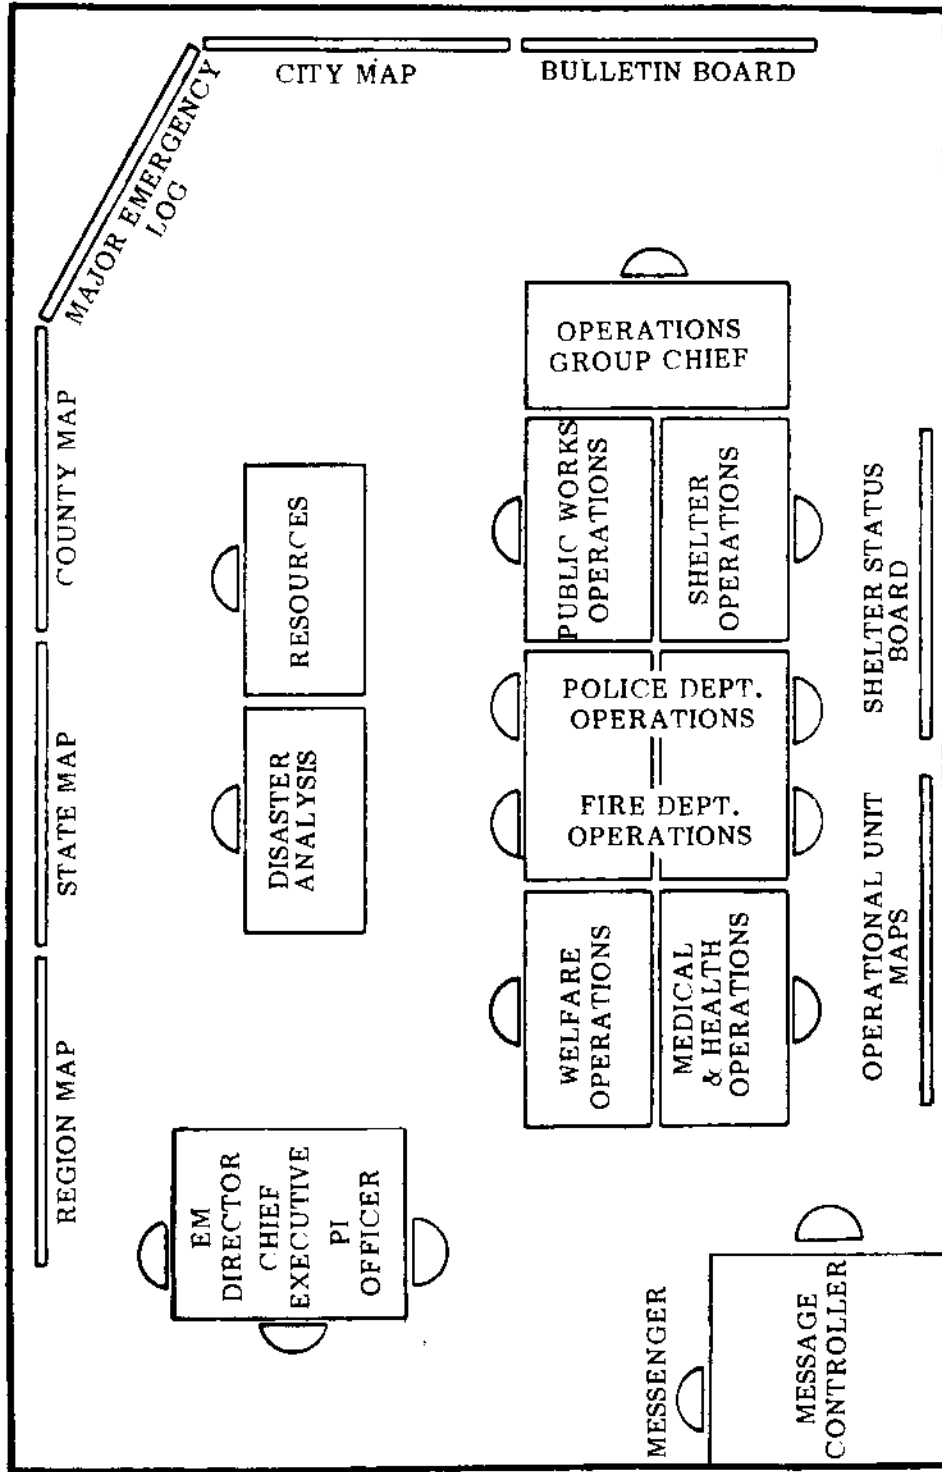 CITY MAP
BULLETIN BOARD
MAJOR EMERGENCY
LOG
COUNTY MAP
STATE MAP
REGION MAP
RESOURCES
DISASTER
ANALYSIS
EM
DIRECTOR
CHIEF
EXECUTIVE
PI
OFFICER
OPERATIONS
GROUP CHIEF
PUBLIC WORKS
OPERATIONS
SHELTER
OPERATIONS
POLICE DEPT.
OPERATIONS
FIRE DEPT.
OPERATIONS
WELFARE
OPERATIONS
MEDICAL
& HEALTH
OPERATIONS
SHELTER STATUS
BOARD
OPERATIONAL UNIT
MAPS
MESSENGER
MESSAGE
CONTROLLER